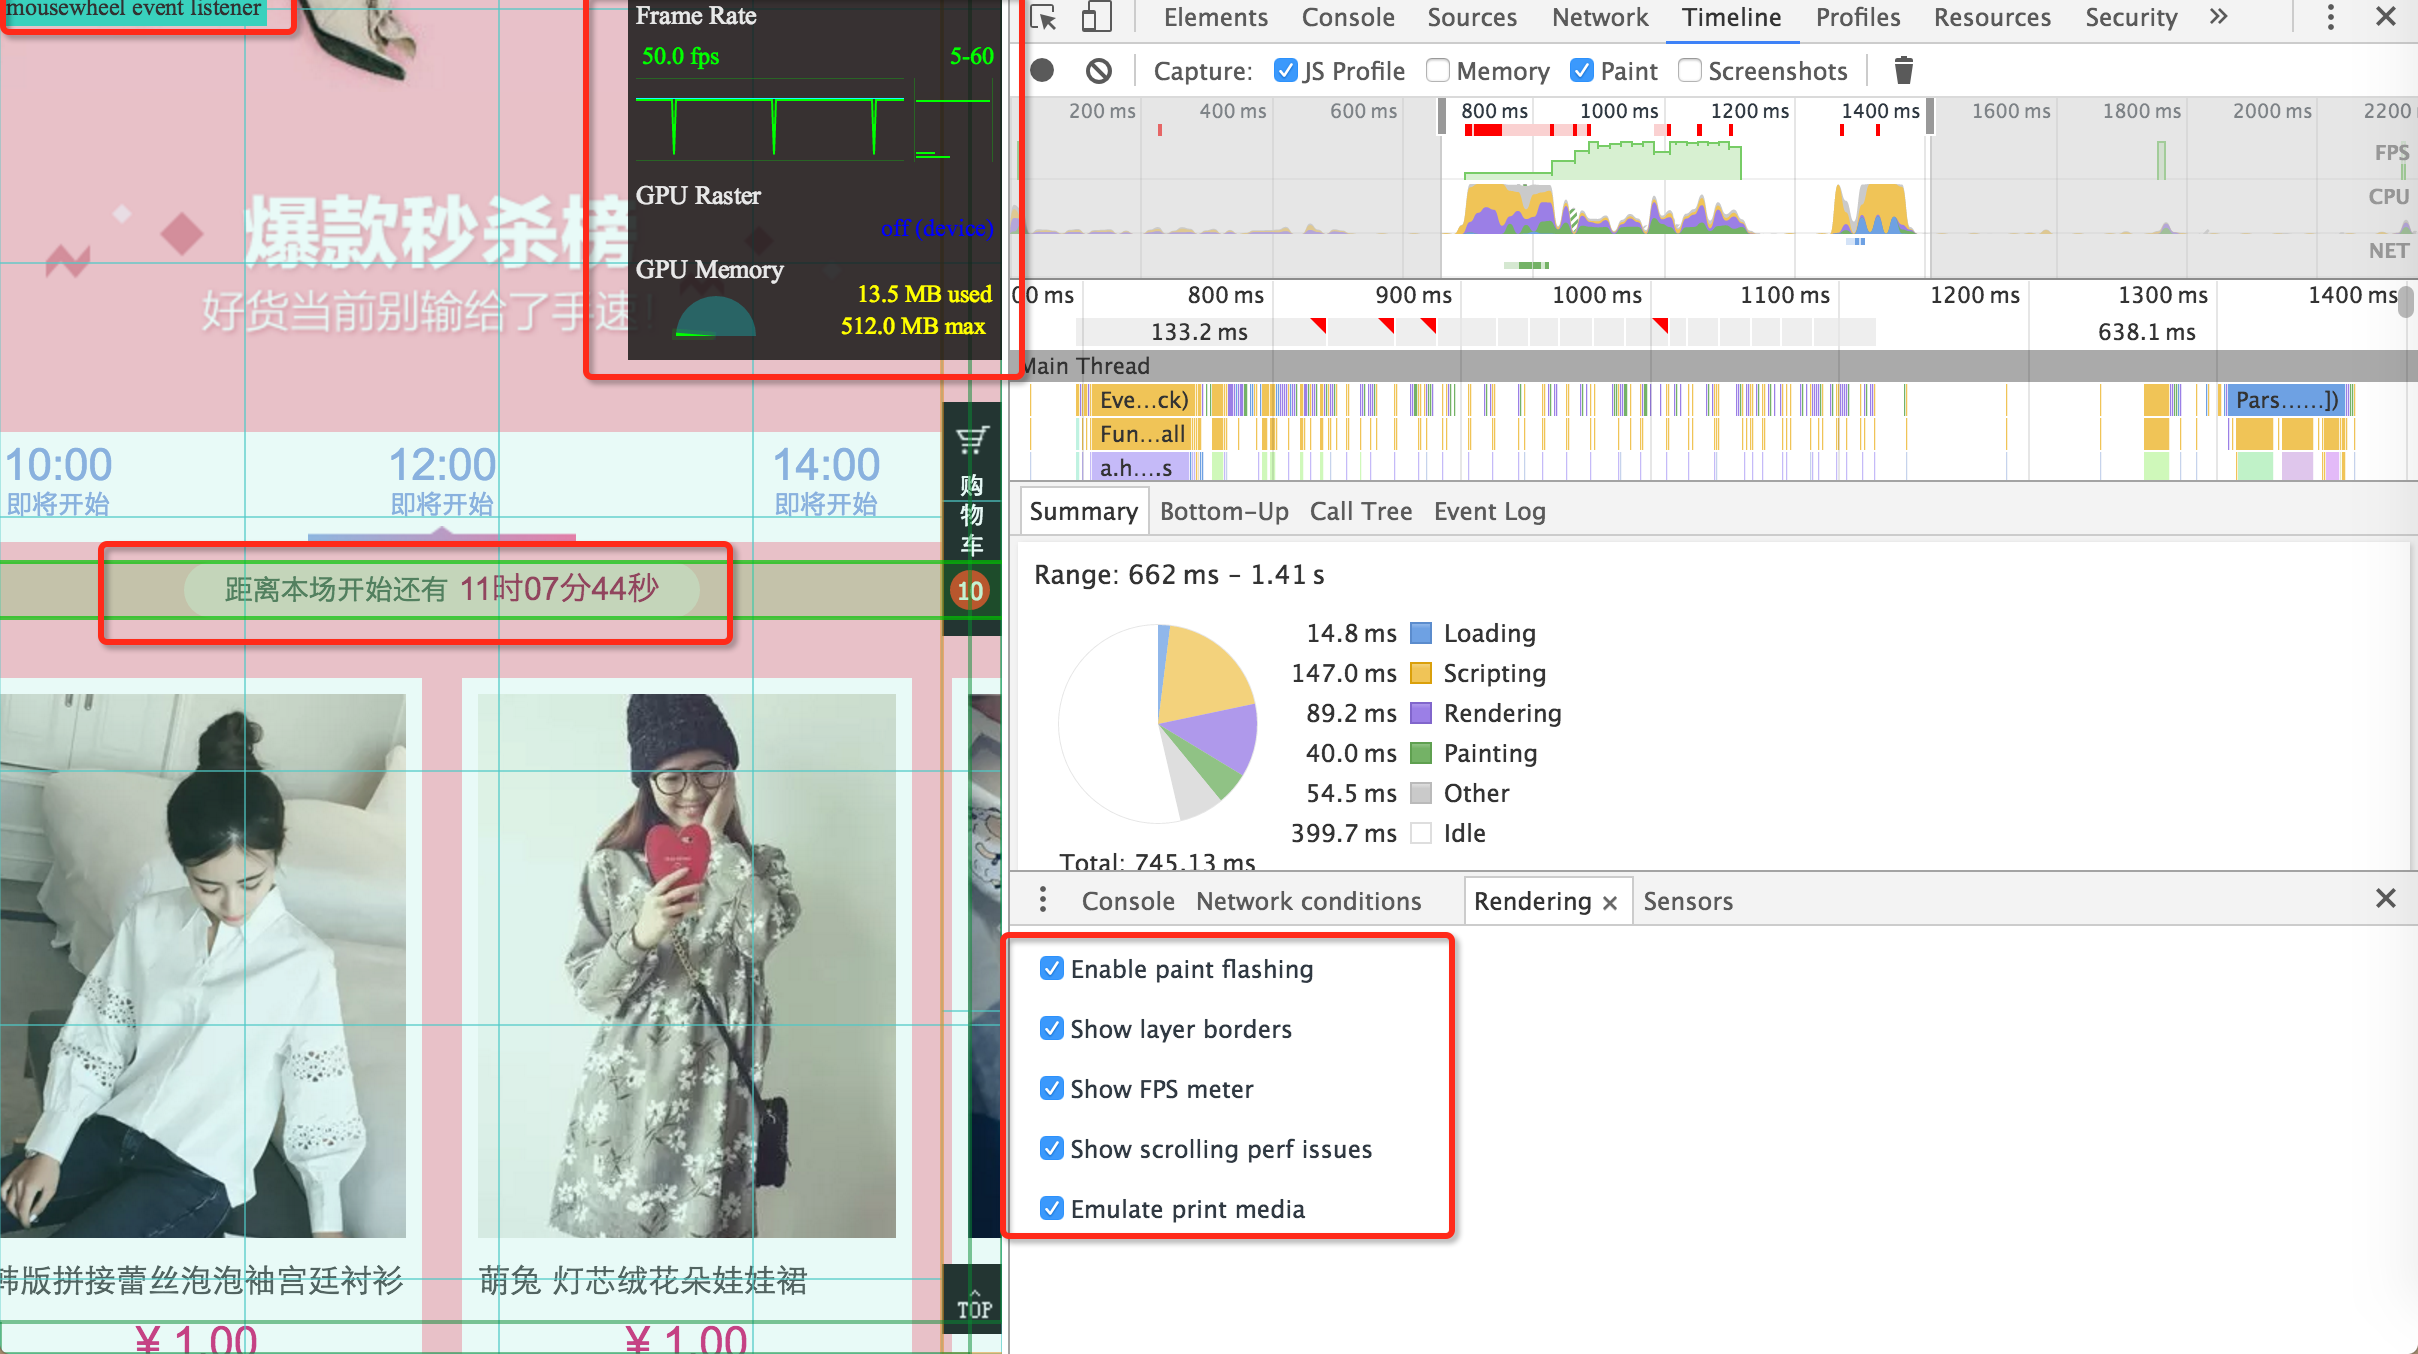 mousewheel event listener
Frame Rate
50.0 fps 5-60
GPU Raster
off (device)
GPU Memory
13.5 MB used
512.0 MB max
爆款秒杀榜
好货当前别输给了手速!
10:00 12:00 14:00
即将开始 即将开始 即将开始
购
物
车
10
距离本场开始还有 11时07分44秒
韩版拼接蕾丝泡泡袖宫廷衬衫
萌兔 灯芯绒花朵娃娃裙
¥ 1.00 ¥ 1.00
TOP
Elements Console Sources Network Timeline Profiles Resources Security »
Capture: JS Profile Memory Paint Screenshots
200 ms 400 ms 600 ms 800 ms 1000 ms 1200 ms 1400 ms 1600 ms 1800 ms 2000 ms 2200
FPS
CPU
NET
00 ms 800 ms 900 ms 1000 ms 1100 ms 1200 ms 1300 ms 1400 ms
133.2 ms 638.1 ms
Main Thread
Eve...ck) Pars......])
Fun...all
a.h....s
Summary Bottom-Up Call Tree Event Log
Range: 662 ms – 1.41 s
14.8 ms Loading
147.0 ms Scripting
89.2 ms Rendering
40.0 ms Painting
54.5 ms Other
399.7 ms Idle
Total: 745.13 ms
Console Network conditions Rendering × Sensors
Enable paint flashing
Show layer borders
Show FPS meter
Show scrolling perf issues
Emulate print media